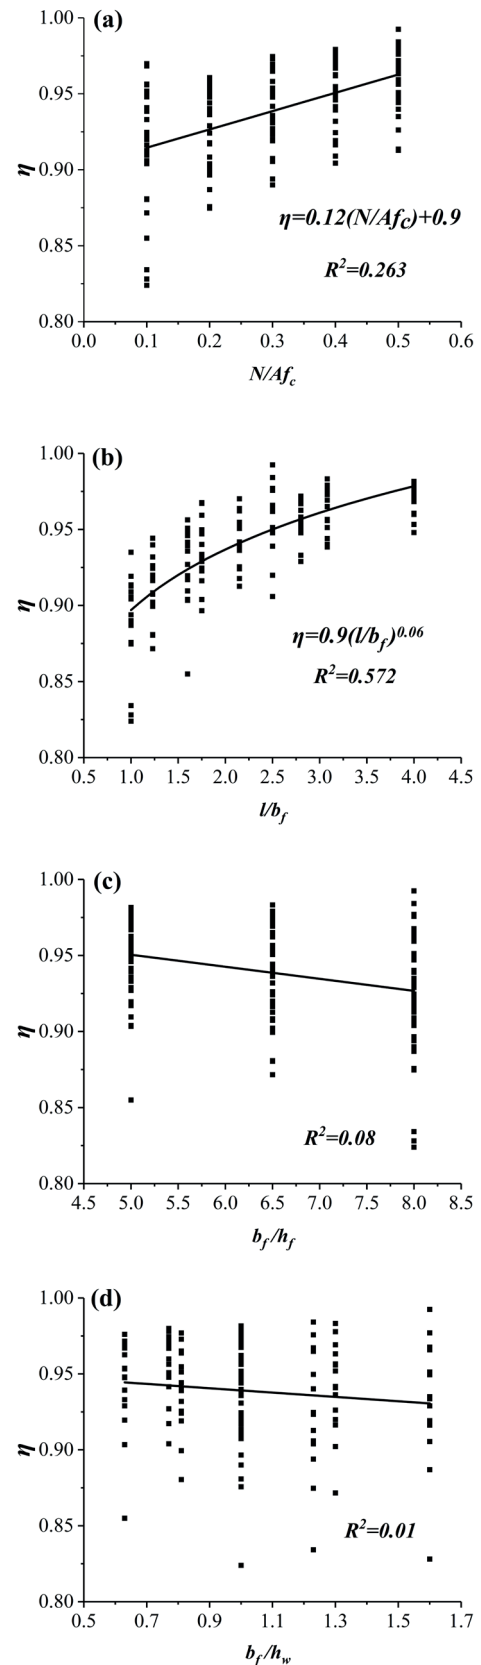 (a)
1.00
0.95
0.90
0.85
0.80
η
η=0.12(N/Afc)+0.9
R²=0.263
0.0 0.1 0.2 0.3 0.4 0.5 0.6
N/Afc
(b)
1.00
0.95
0.90
0.85
0.80
η
η=0.9(l/bf)^0.06
R²=0.572
0.5 1.0 1.5 2.0 2.5 3.0 3.5 4.0 4.5
l/bf
(c)
1.00
0.95
0.90
0.85
0.80
η
R²=0.08
4.5 5.0 5.5 6.0 6.5 7.0 7.5 8.0 8.5
bf/hf
(d)
1.00
0.95
0.90
0.85
0.80
η
R²=0.01
0.5 0.7 0.9 1.1 1.3 1.5 1.7
bf/hw